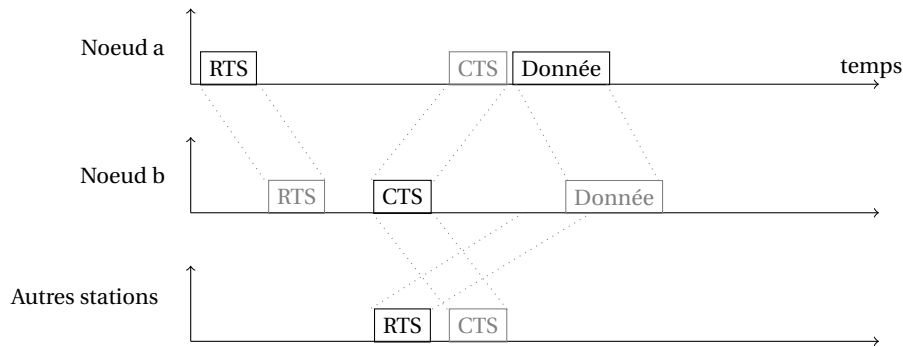 Noeud a
RTS
CTS
Donnée
temps
Noeud b
RTS
CTS
Donnée
Autres stations
RTS
CTS